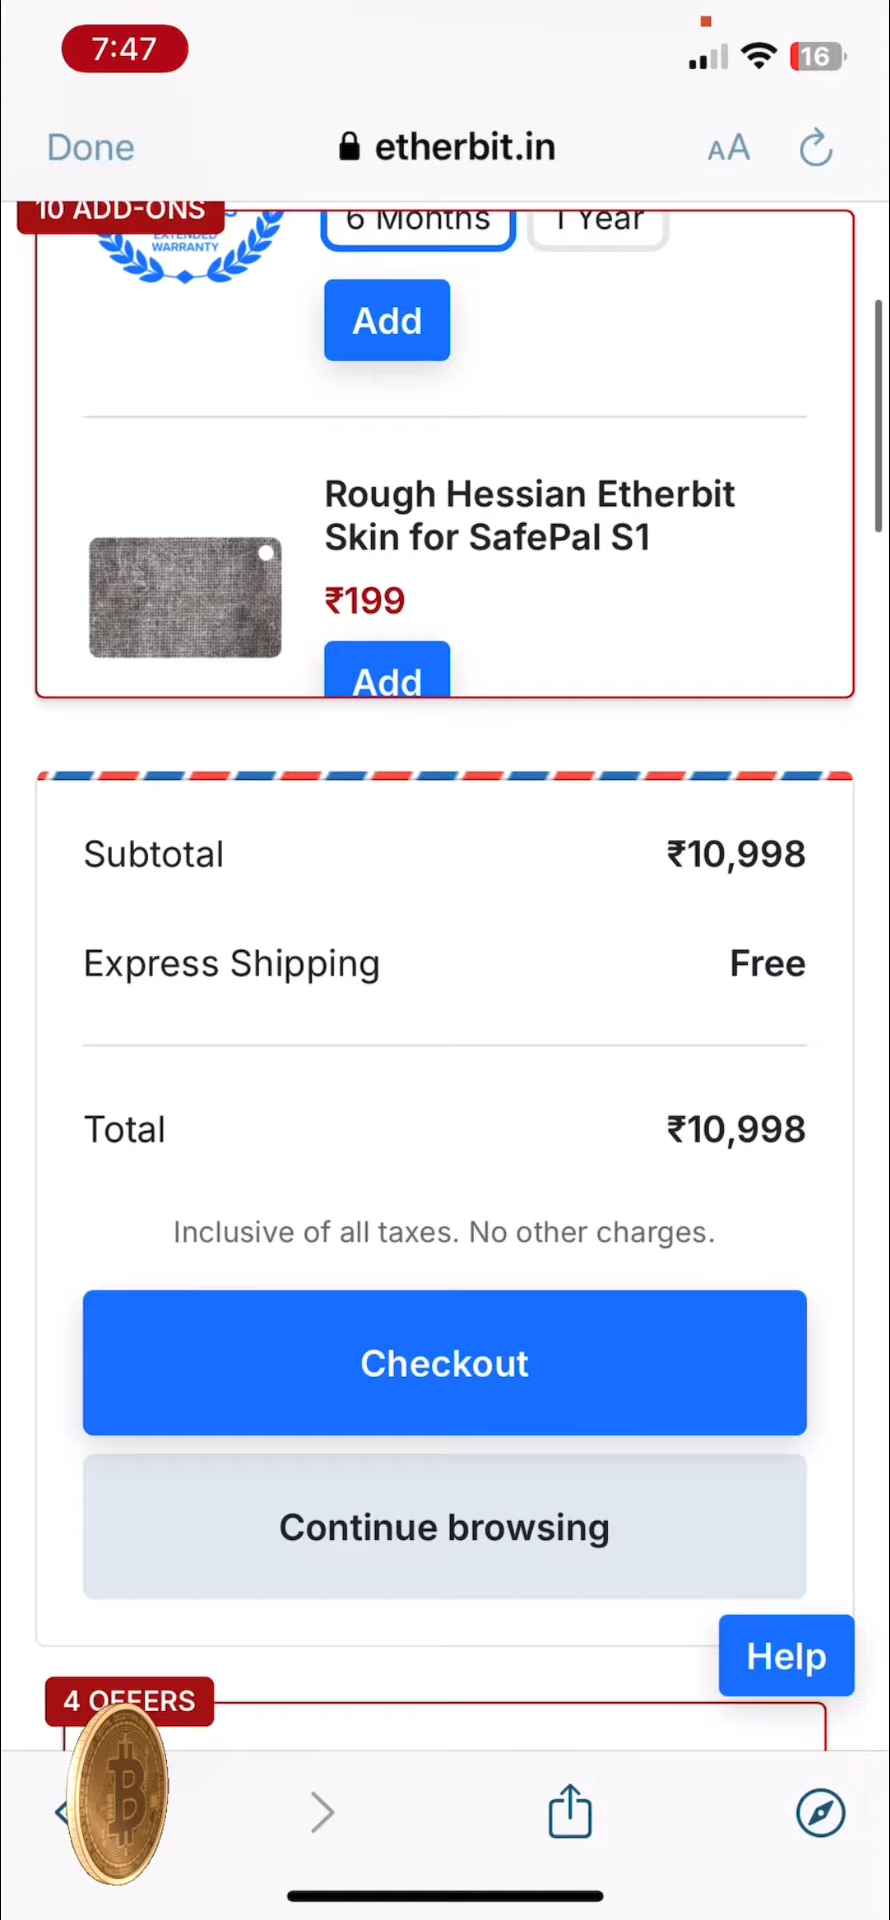 7:47
16
Done
etherbit.in
AA
10 ADD-ONS
EXTENDED
WARRANTY
6 Months
1 Year
Add
Rough Hessian Etherbit
Skin for SafePal S1
₹199
Add
Subtotal
₹10,998
Express Shipping
Free
Total
₹10,998
Inclusive of all taxes. No other charges.
Checkout
Continue browsing
Help
4 OFFERS